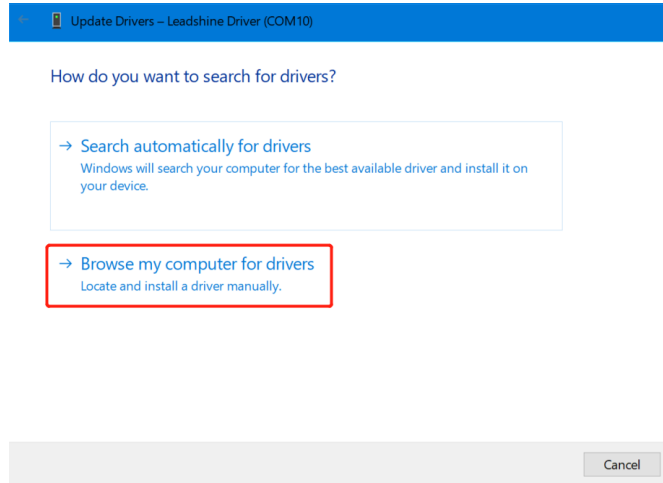 Update Drivers – Leadshine Driver (COM10)
How do you want to search for drivers?
→ Search automatically for drivers
Windows will search your computer for the best available driver and install it on
your device.
→ Browse my computer for drivers
Locate and install a driver manually.
Cancel